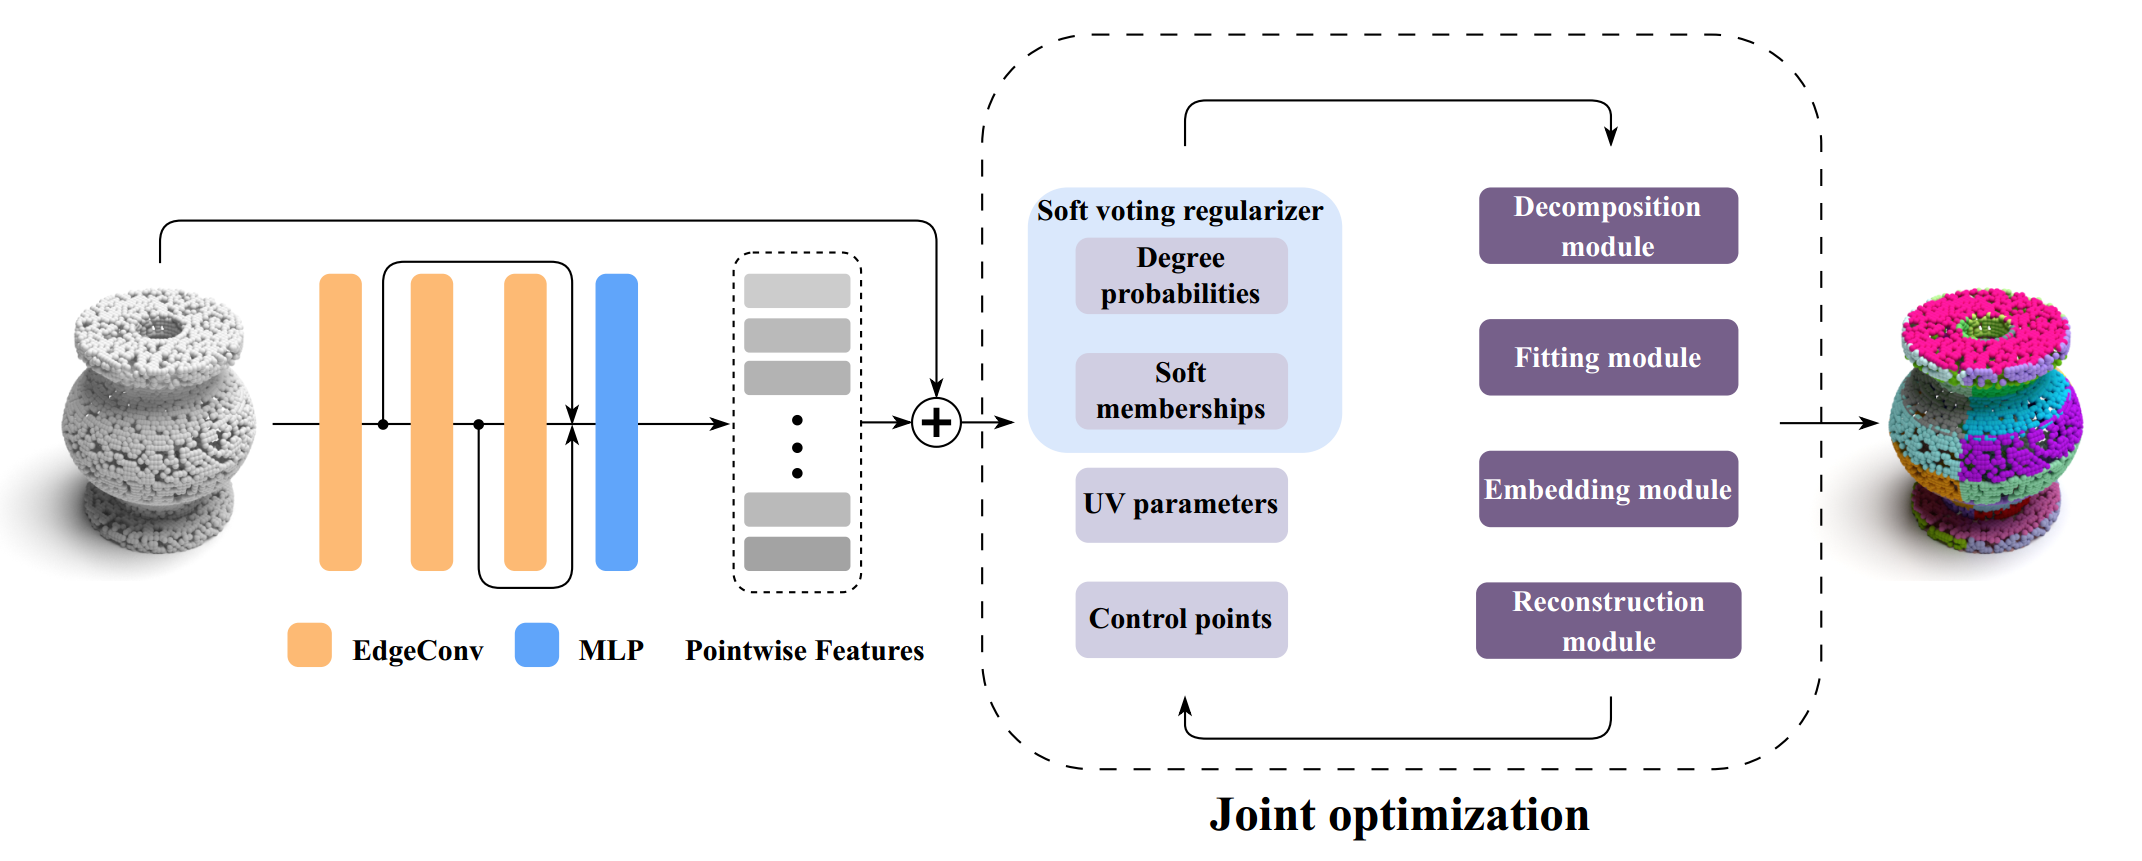 Soft voting regularizer
Degree
probabilities
Soft
memberships
UV parameters
Control points
Decomposition
module
Fitting module
Embedding module
Reconstruction
module
EdgeConv
MLP
Pointwise Features
Joint optimization